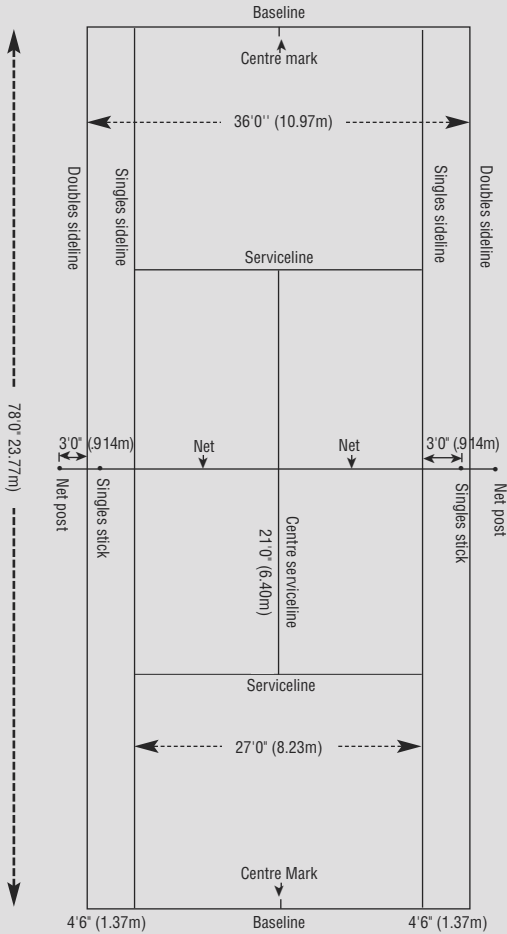 Baseline
Centre mark
36'0'' (10.97m)
Doubles sideline
Singles sideline
Singles sideline
Doubles sideline
Serviceline
78'0" 23.77m)
3'0" (.914m)
Net
Net
3'0" (.914m)
Net post
Singles stick
Singles stick
Net post
Centre serviceline
21'0" (6.40m)
Serviceline
27'0" (8.23m)
Centre Mark
4'6" (1.37m)
Baseline
4'6" (1.37m)